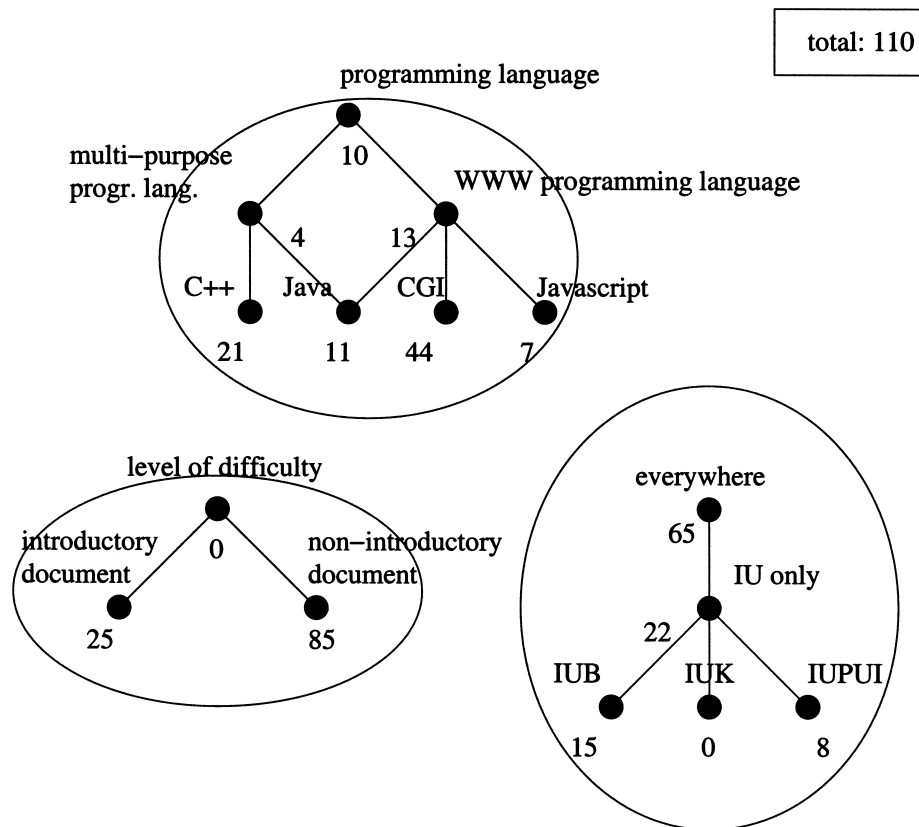 total: 110
programming language
multi−purpose
progr. lang.
10
WWW programming language
4
13
C++
Java
CGI
Javascript
21
11
44
7
level of difficulty
introductory
document
0
non−introductory
document
25
85
everywhere
65
IU only
22
IUB
IUK
IUPUI
15
0
8